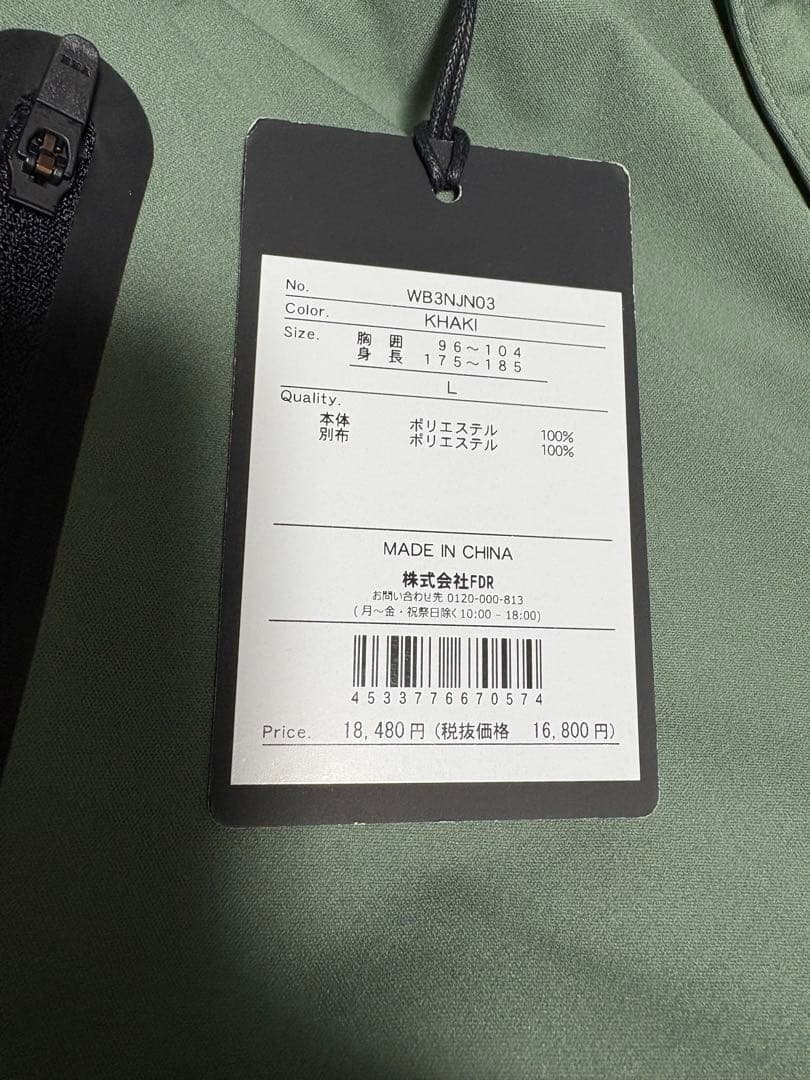 No. WB3NJN03
Color. KHAKI
Size. 胸 囲 96～104
身 長 175～185
L
Quality.
本体 ポリエステル 100%
別布 ポリエステル 100%
MADE IN CHINA
株式会社FDR
お問い合わせ先 0120-000-813
(月～金・祝祭日除く10:00 - 18:00)
4533776670574
Price. 18,480円 (税抜価格 16,800円)